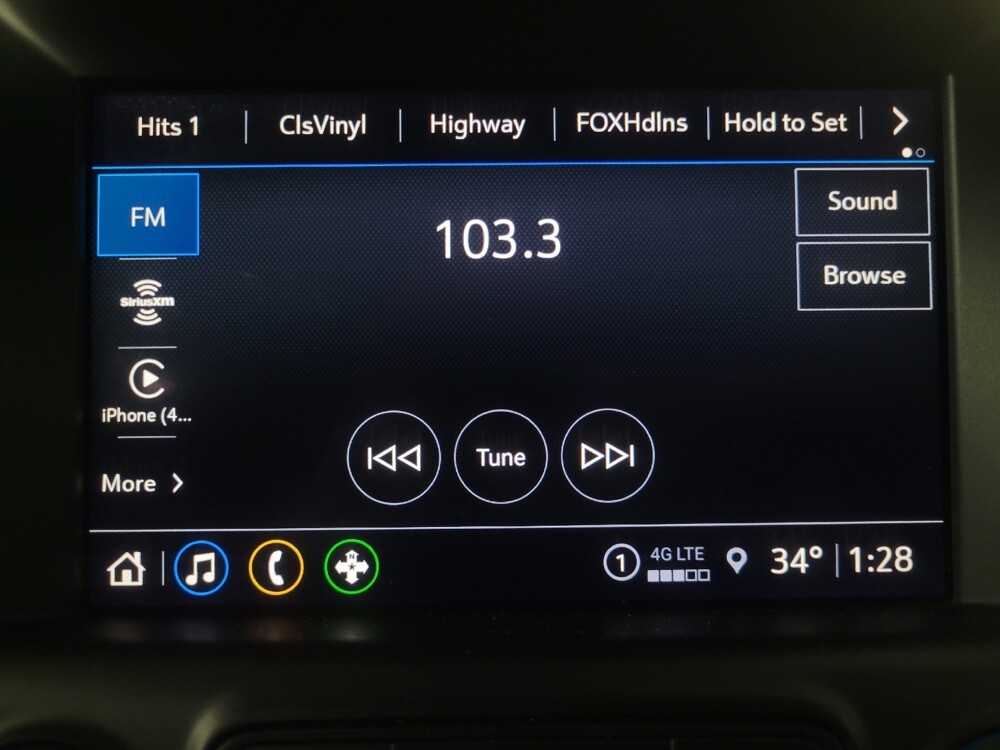 Hits 1 ClsVinyl Highway FOXHdlns Hold to Set
FM
103.3
Sound
Browse
SiriusXM
iPhone (4...
More
Tune
N
1 4G LTE 34° 1:28